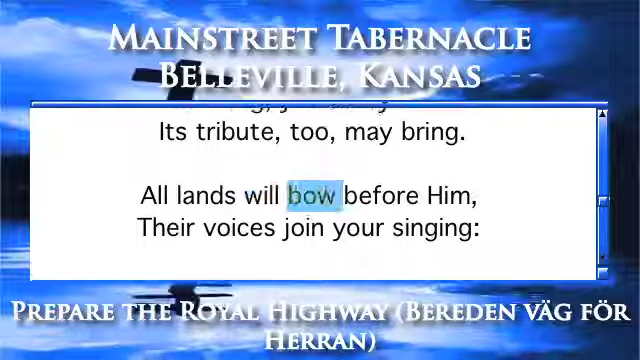 Mainstreet Tabernacle
Belleville, Kansas
Its tribute, too, may bring.
All lands will bow before Him,
Their voices join your singing:
Prepare the Royal Highway (Bereden väg för
Herran)